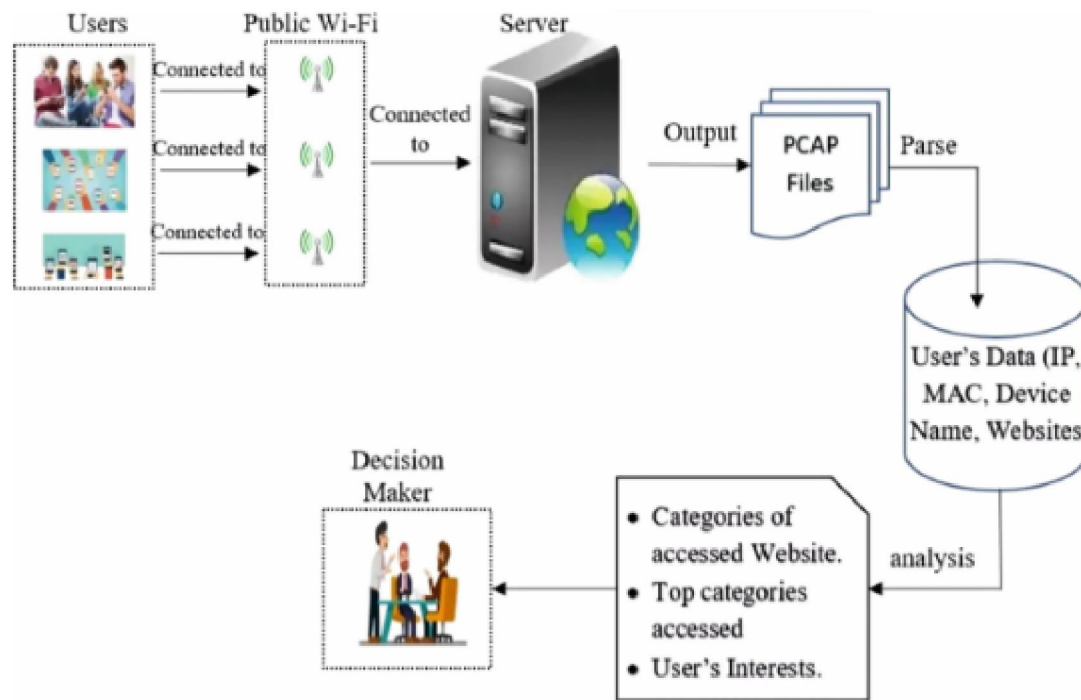 Users
Public Wi-Fi
Server
Connected to
Connected to
Connected to
Connected
to
Output
PCAP
Files
Parse
User's Data (IP,
MAC, Device
Name, Websites
analysis
• Categories of
accessed Website.
• Top categories
accessed
• User's Interests.
Decision
Maker